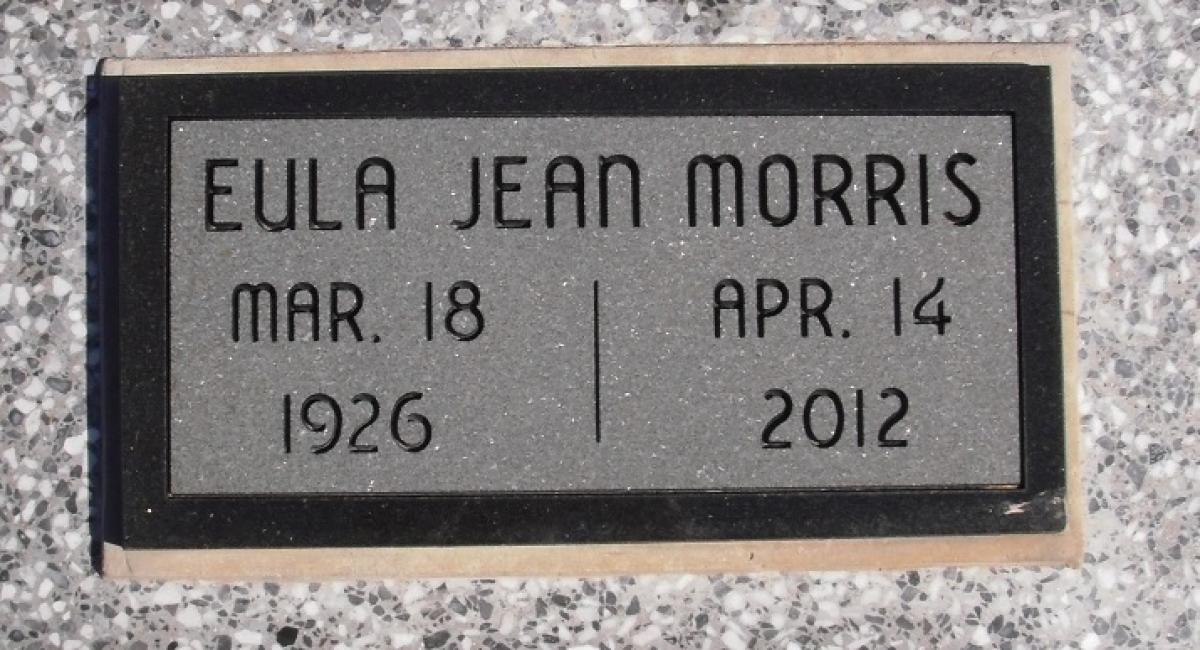 EULA JEAN MORRIS
MAR. 18
1926
APR. 14
2012